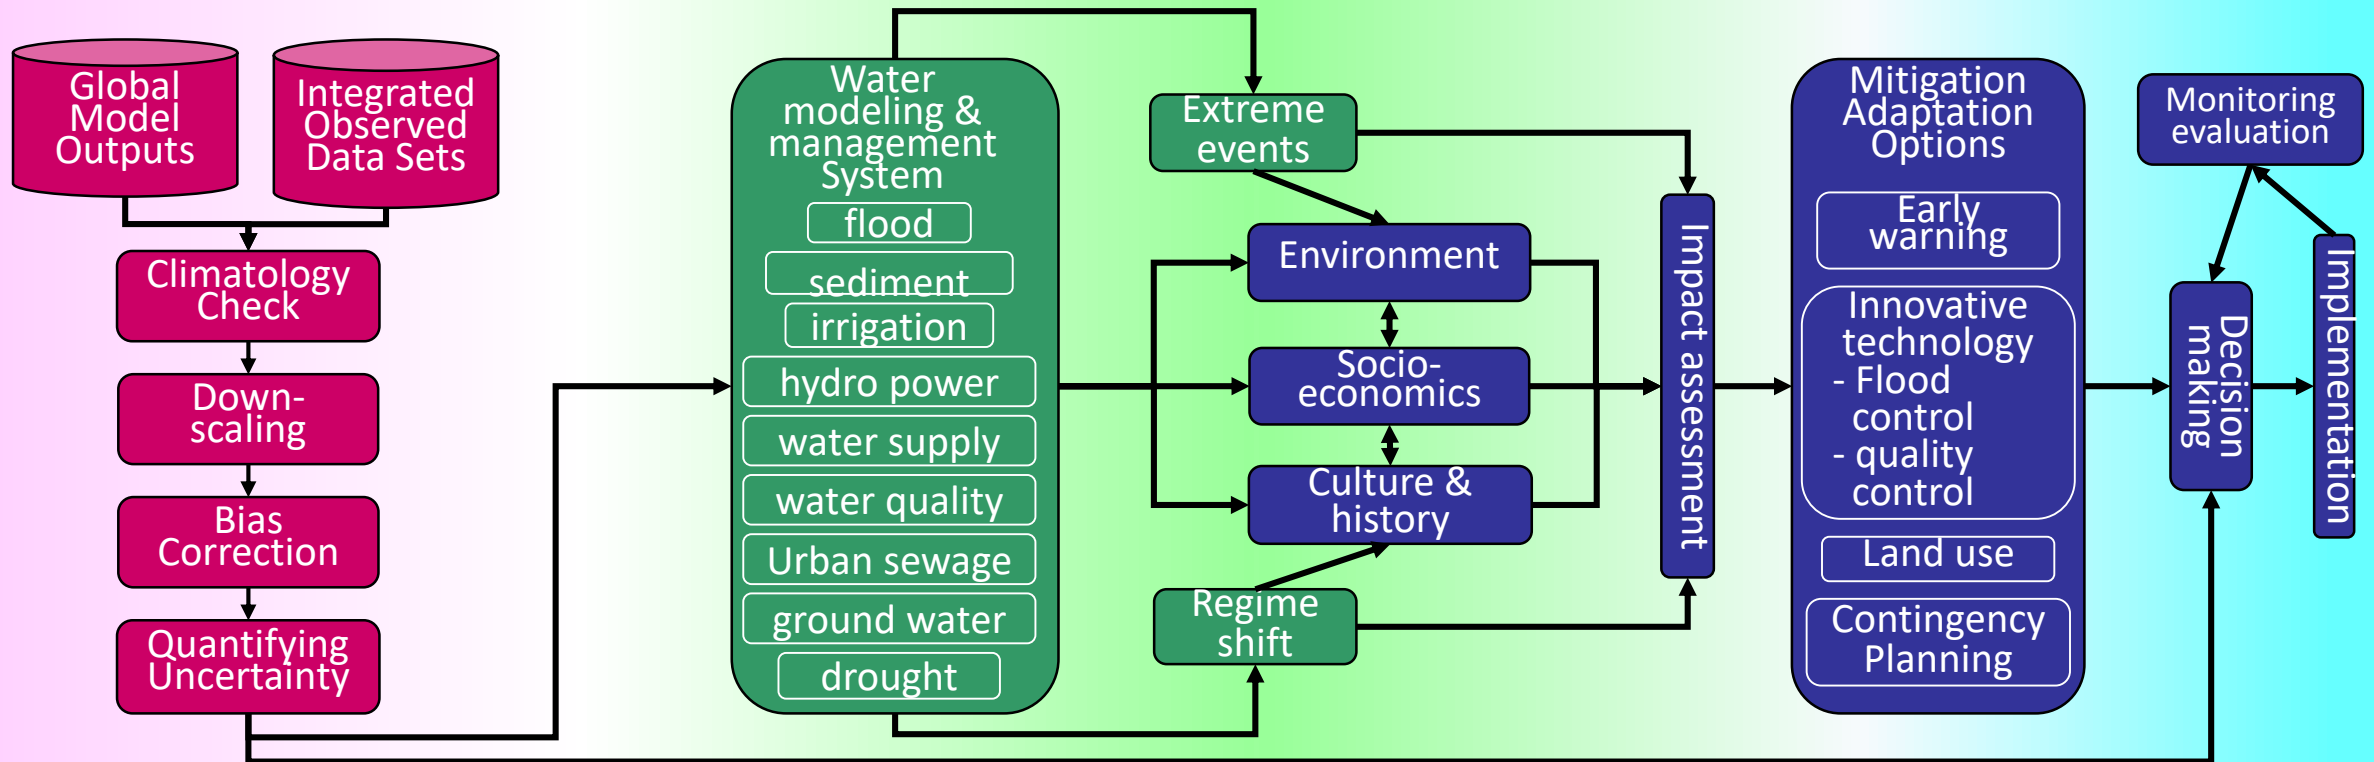 Global
Model
Outputs
Integrated
Observed
Data Sets
Climatology
Check
Down-
scaling
Bias
Correction
Quantifying
Uncertainty
Water
modeling &
management
System
flood
sediment
irrigation
hydro power
water supply
water quality
Urban sewage
ground water
drought
Extreme
events
Environment
Socio-
economics
Culture &
history
Regime
shift
Impact assessment
Mitigation
Adaptation
Options
Early
warning
Innovative
technology
- Flood
control
- quality
control
Land use
Contingency
Planning
Monitoring
evaluation
Decision
making
Implementation